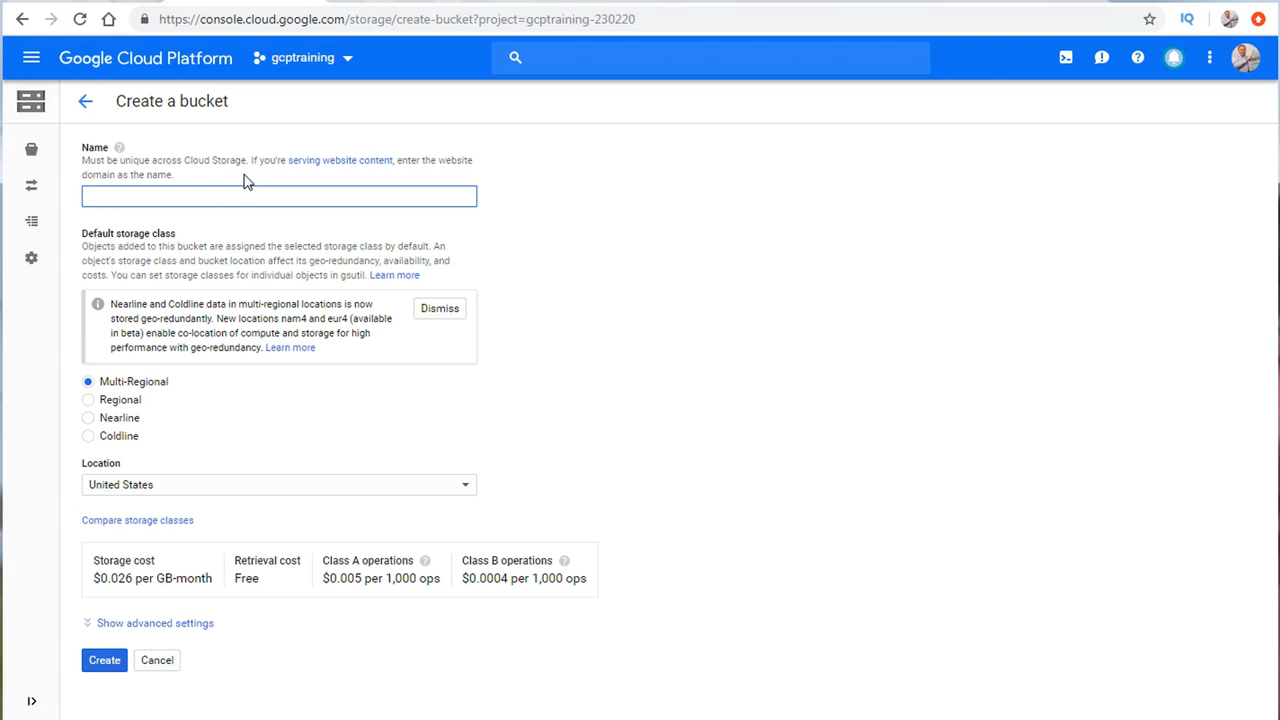 https://console.cloud.google.com/storage/create-bucket?project=gcptraining-230220
IQ
Google Cloud Platform
gcptraining
Create a bucket
Name
Must be unique across Cloud Storage. If you're serving website content, enter the website
domain as the name.
Default storage class
Objects added to this bucket are assigned the selected storage class by default. An
object's storage class and bucket location affect its geo-redundancy, availability, and
costs. You can set storage classes for individual objects in gsutil. Learn more
Nearline and Coldline data in multi-regional locations is now
stored geo-redundantly. New locations nam4 and eur4 (available
in beta) enable co-location of compute and storage for high
performance with geo-redundancy. Learn more
Dismiss
Multi-Regional
Regional
Nearline
Coldline
Location
United States
Compare storage classes
Storage cost Retrieval cost Class A operations Class B operations
$0.026 per GB-month Free $0.005 per 1,000 ops $0.0004 per 1,000 ops
Show advanced settings
Create Cancel